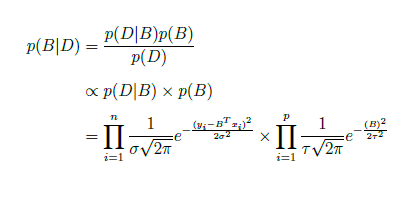 p(B|D) = \frac{p(D|B)p(B)}{p(D)}
\propto p(D|B) \times p(B)
= \prod_{i=1}^{n} \frac{1}{\sigma\sqrt{2\pi}} e^{-\frac{(y_i - B^T x_i)^2}{2\sigma^2}} \times \prod_{i=1}^{p} \frac{1}{\tau\sqrt{2\pi}} e^{-\frac{(B)^2}{2\tau^2}}